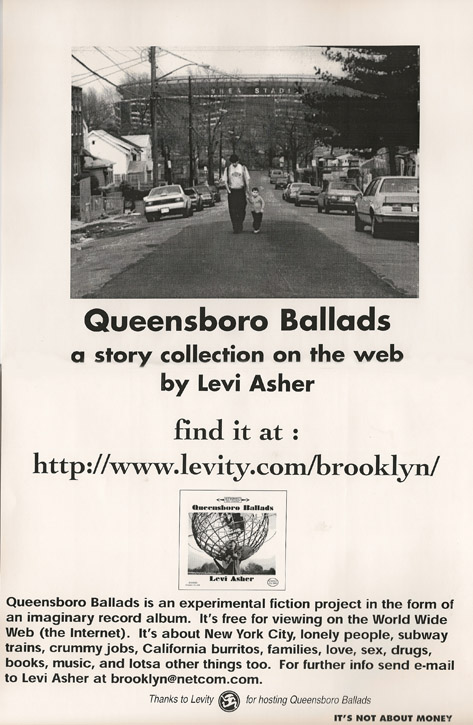 SHEA STADI
Queensboro Ballads
a story collection on the web
by Levi Asher
find it at :
http://www.levity.com/brooklyn/
Queensboro Ballads
Levi Asher
Queensboro Ballads is an experimental fiction project in the form of
an imaginary record album. It's free for viewing on the World Wide
Web (the Internet). It's about New York City, lonely people, subway
trains, crummy jobs, California burritos, families, love, sex, drugs,
books, music, and lotsa other things too. For further info send e-mail
to Levi Asher at brooklyn@netcom.com.
Thanks to Levity for hosting Queensboro Ballads
IT'S NOT ABOUT MONEY